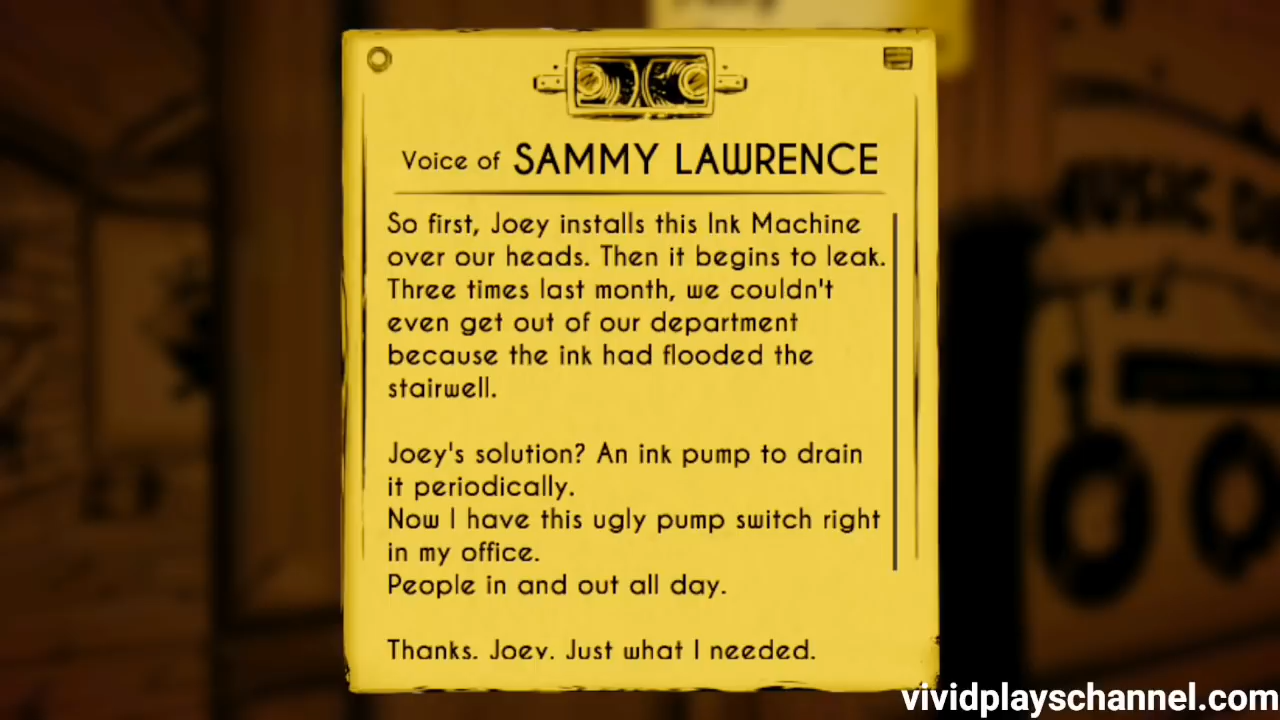 Voice of SAMMY LAWRENCE
So first, Joey installs this Ink Machine
over our heads. Then it begins to leak.
Three times last month, we couldn't
even get out of our department
because the ink had flooded the
stairwell.
Joey's solution? An ink pump to drain
it periodically.
Now I have this ugly pump switch right
in my office.
People in and out all day.
Thanks. Joey. Just what I needed.
MUSIC
vividplayschannel.com